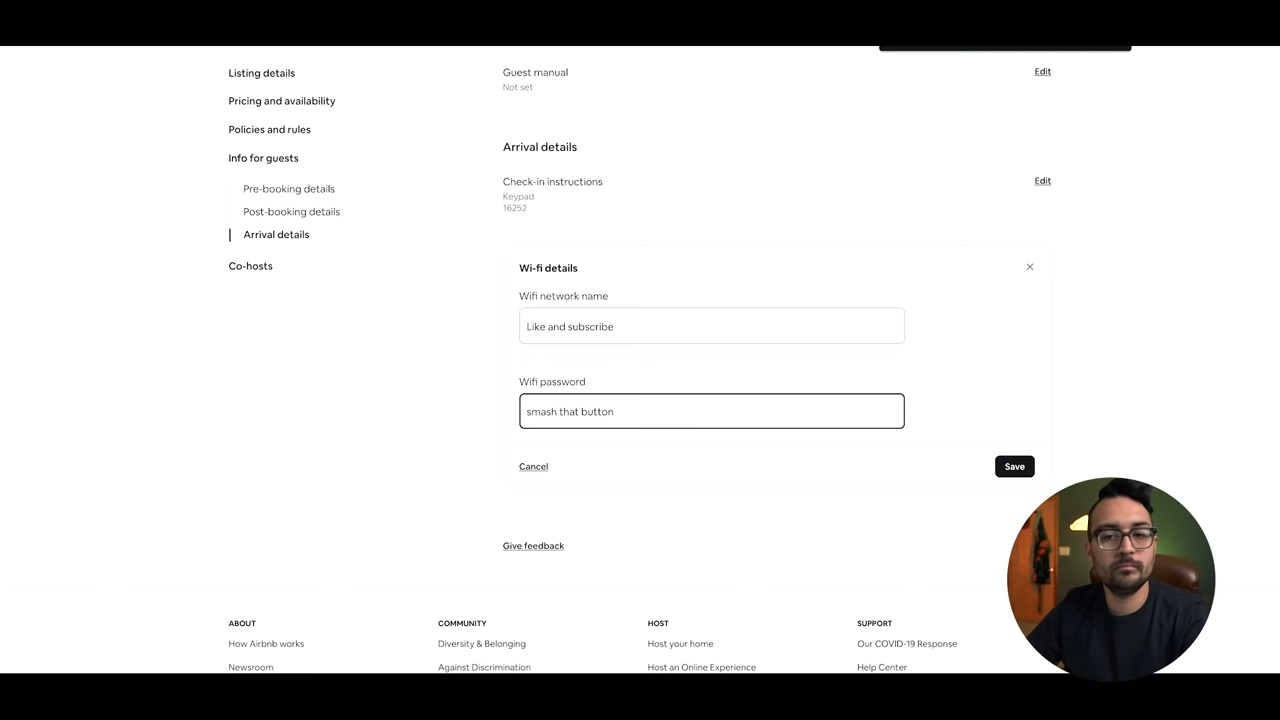 Listing details
Pricing and availability
Policies and rules
Info for guests
Pre-booking details
Post-booking details
Arrival details
Co-hosts
Guest manual
Edit
Not set
Arrival details
Check-in instructions
Edit
Keypad
16252
Wi-fi details
Wifi network name
Like and subscribe
Wifi password
smash that button
Cancel
Save
Give feedback
ABOUT
How Airbnb works
Newsroom
COMMUNITY
Diversity & Belonging
Against Discrimination
HOST
Host your home
Host an Online Experience
SUPPORT
Our COVID-19 Response
Help Center